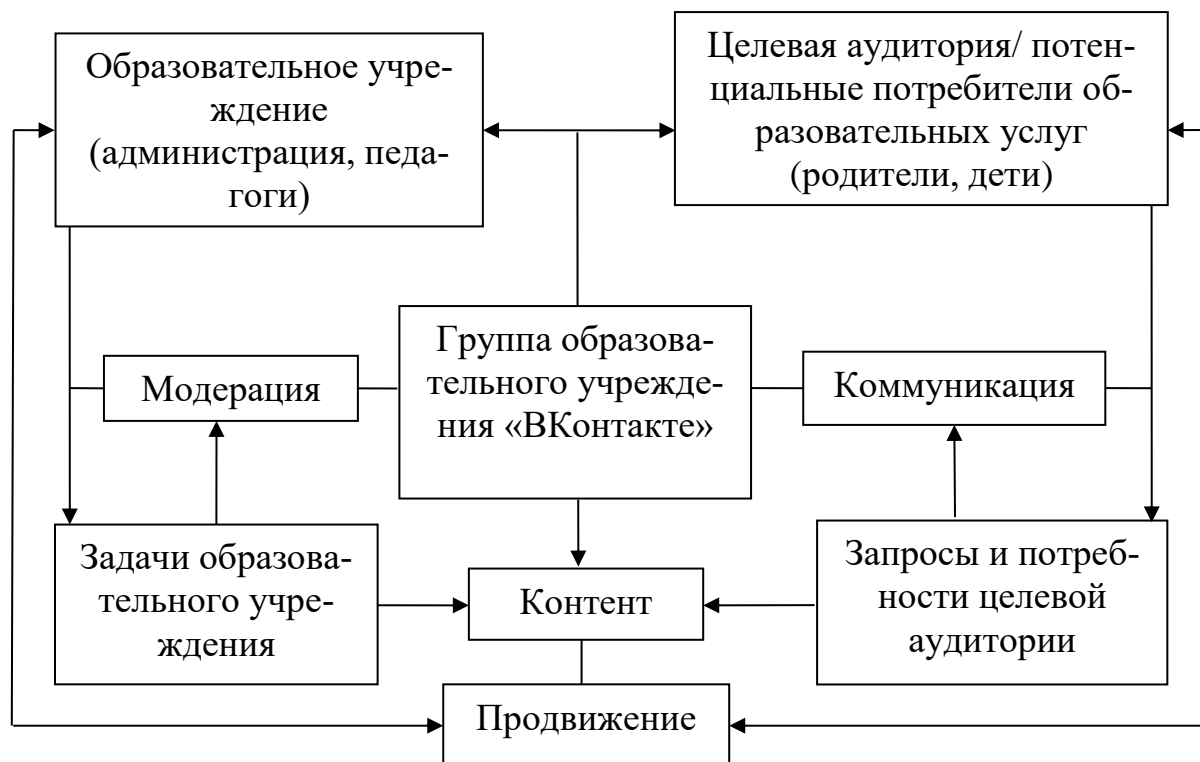 Образовательное учре-
ждение
(администрация, педа-
гоги)
Целевая аудитория/ потен-
циальные потребители об-
разовательных услуг
(родители, дети)
Модерация
Группа образова-
тельного учрежде-
ния «ВКонтакте»
Коммуникация
Задачи образова-
тельного учре-
ждения
Контент
Запросы и потреб-
ности целевой
аудитории
Продвижение